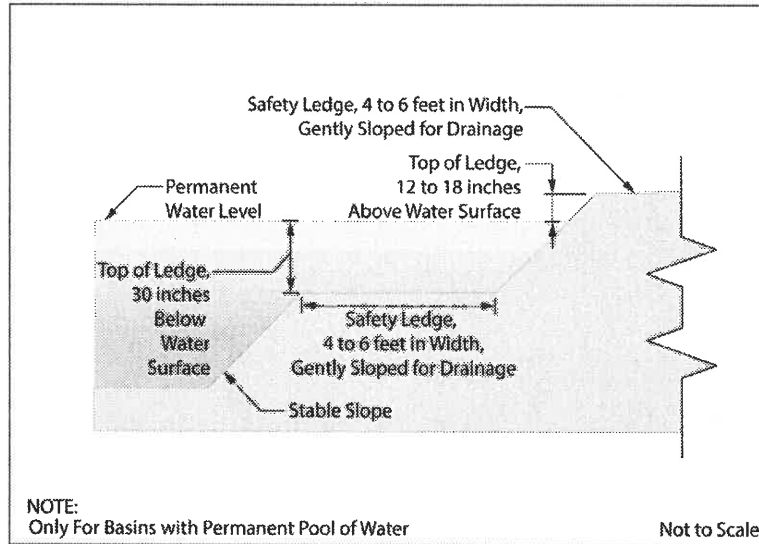 Safety Ledge, 4 to 6 feet in Width,
Gently Sloped for Drainage
Top of Ledge,
12 to 18 inches
Above Water Surface
Permanent
Water Level
Top of Ledge,
30 inches
Below
Water
Surface
Safety Ledge,
4 to 6 feet in Width,
Gently Sloped for Drainage
Stable Slope
NOTE:
Only For Basins with Permanent Pool of Water
Not to Scale